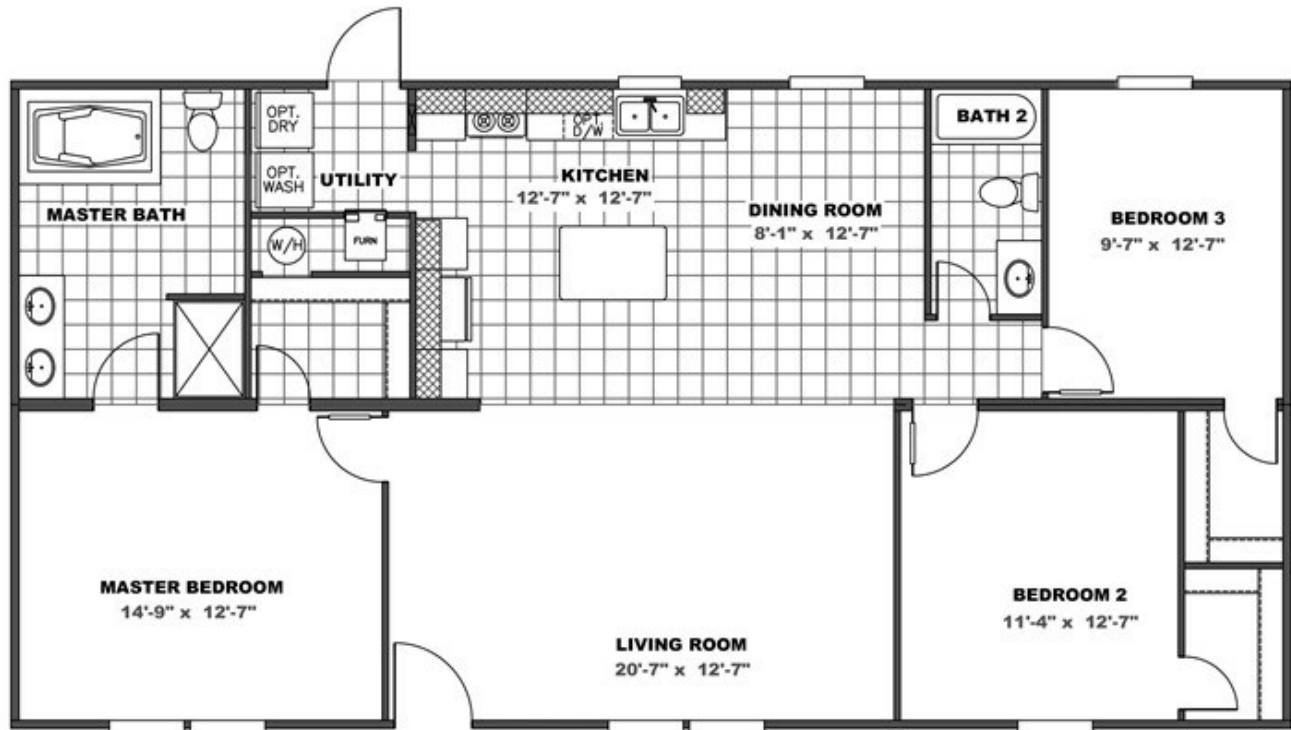 OPT.
DRY
OPT.
WASH
UTILITY
MASTER BATH
W/H
FURN
OPT.
D/W
KITCHEN
12'-7" x 12'-7"
DINING ROOM
8'-1" x 12'-7"
BATH 2
BEDROOM 3
9'-7" x 12'-7"
MASTER BEDROOM
14'-9" x 12'-7"
LIVING ROOM
20'-7" x 12'-7"
BEDROOM 2
11'-4" x 12'-7"